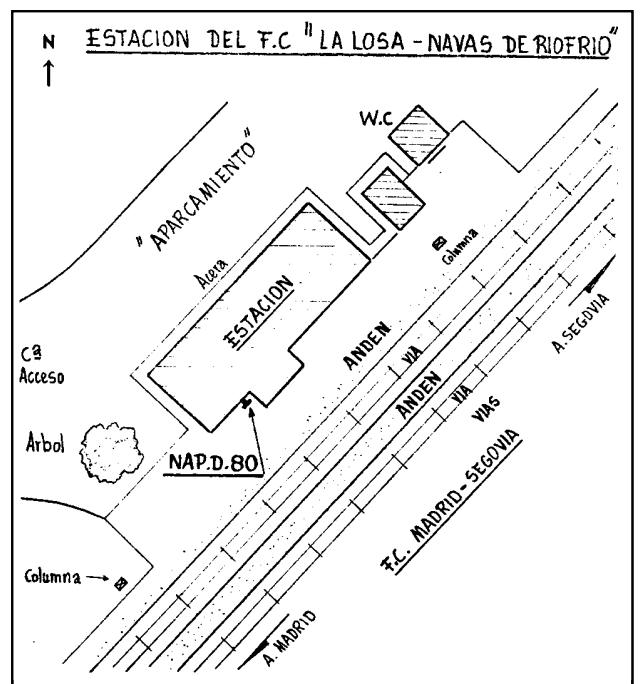 ESTACION DEL F.C "LA LOSA - NAVAS DE RIOFRIO"
N
W.C
"APARCAMIENTO"
Acera
Columna
ESTACION
A. SEGOVIA
ANDEN
VIA
ANDEN
VIA
VIAS
Cª
Acceso
Arbol
NAP.D.80
F.C. MADRID-SEGOVIA
Columna
A. MADRID